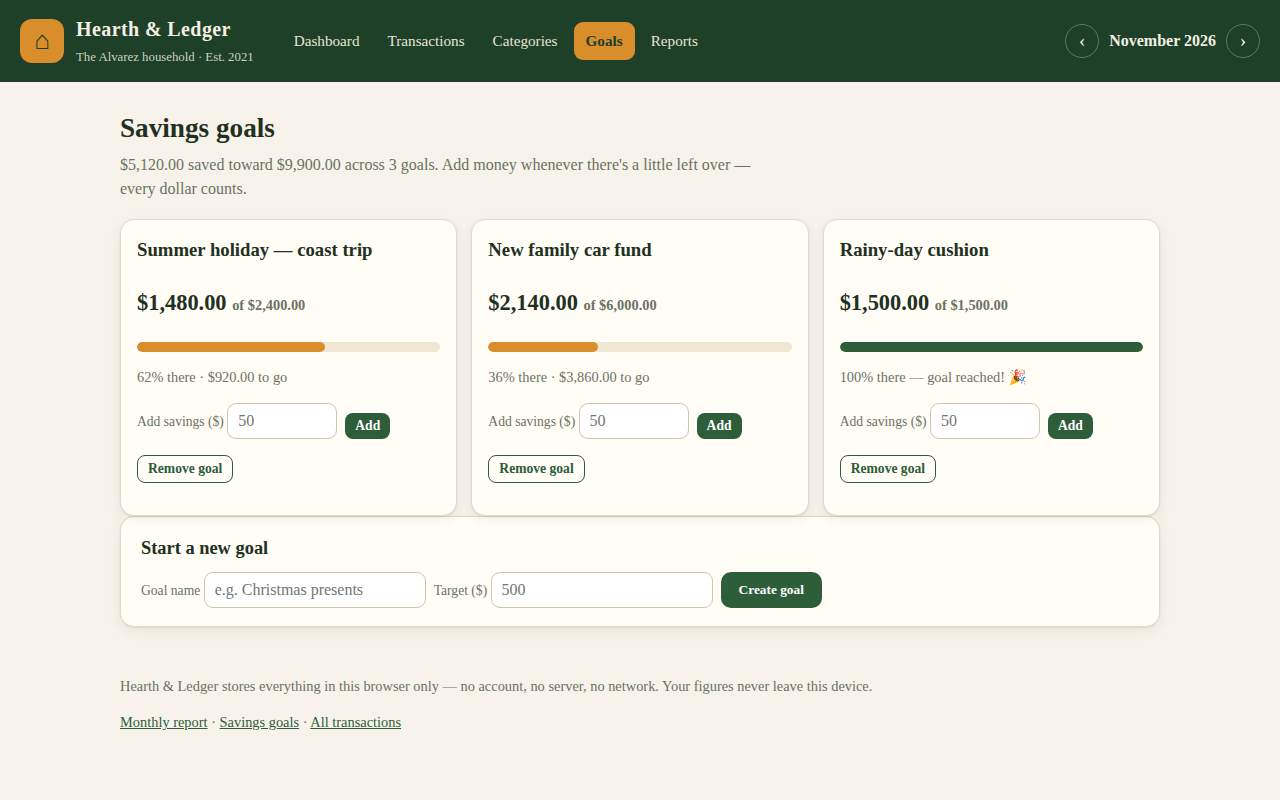 Hearth & Ledger
The Alvarez household · Est. 2021
Dashboard
Transactions
Categories
Goals
Reports
‹
November 2026
›
Savings goals
$5,120.00 saved toward $9,900.00 across 3 goals. Add money whenever there's a little left over —
every dollar counts.
Summer holiday — coast trip
$1,480.00 of $2,400.00
62% there · $920.00 to go
Add savings ($) 50 Add
Remove goal
New family car fund
$2,140.00 of $6,000.00
36% there · $3,860.00 to go
Add savings ($) 50 Add
Remove goal
Rainy-day cushion
$1,500.00 of $1,500.00
100% there — goal reached! 🎉
Add savings ($) 50 Add
Remove goal
Start a new goal
Goal name e.g. Christmas presents Target ($) 500 Create goal
Hearth & Ledger stores everything in this browser only — no account, no server, no network. Your figures never leave this device.
Monthly report · Savings goals · All transactions